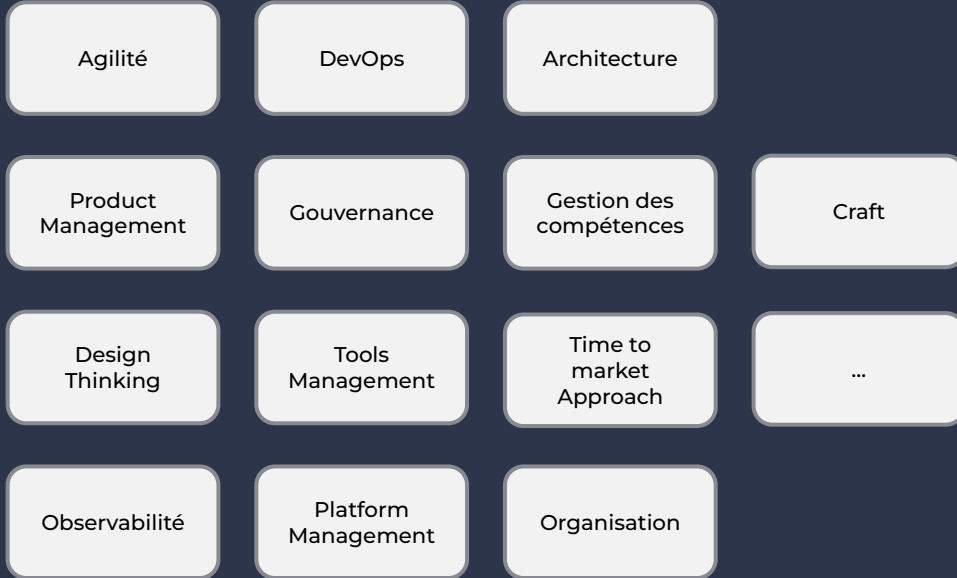 Agilité
DevOps
Architecture
Product
Management
Gouvernance
Gestion des
compétences
Craft
Design
Thinking
Tools
Management
Time to
market
Approach
...
Observabilité
Platform
Management
Organisation